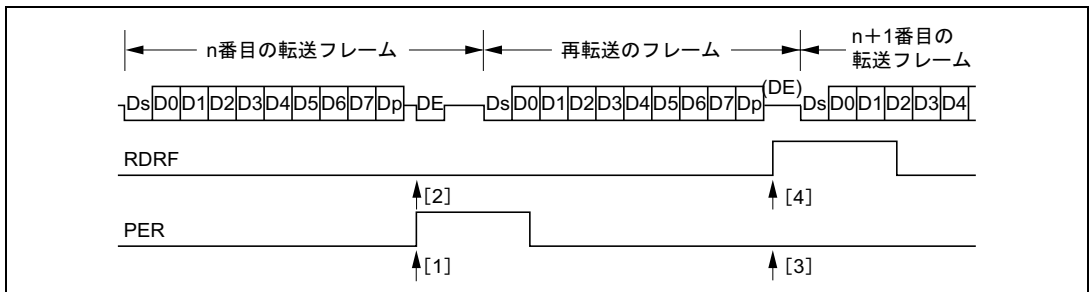 n番目の転送フレーム
再転送のフレーム
n+1番目の
転送フレーム
Ds D0 D1 D2 D3 D4 D5 D6 D7 Dp DE Ds D0 D1 D2 D3 D4 D5 D6 D7 Dp (DE) Ds D0 D1 D2 D3 D4
RDRF
[2] [4]
PER
[1] [3]